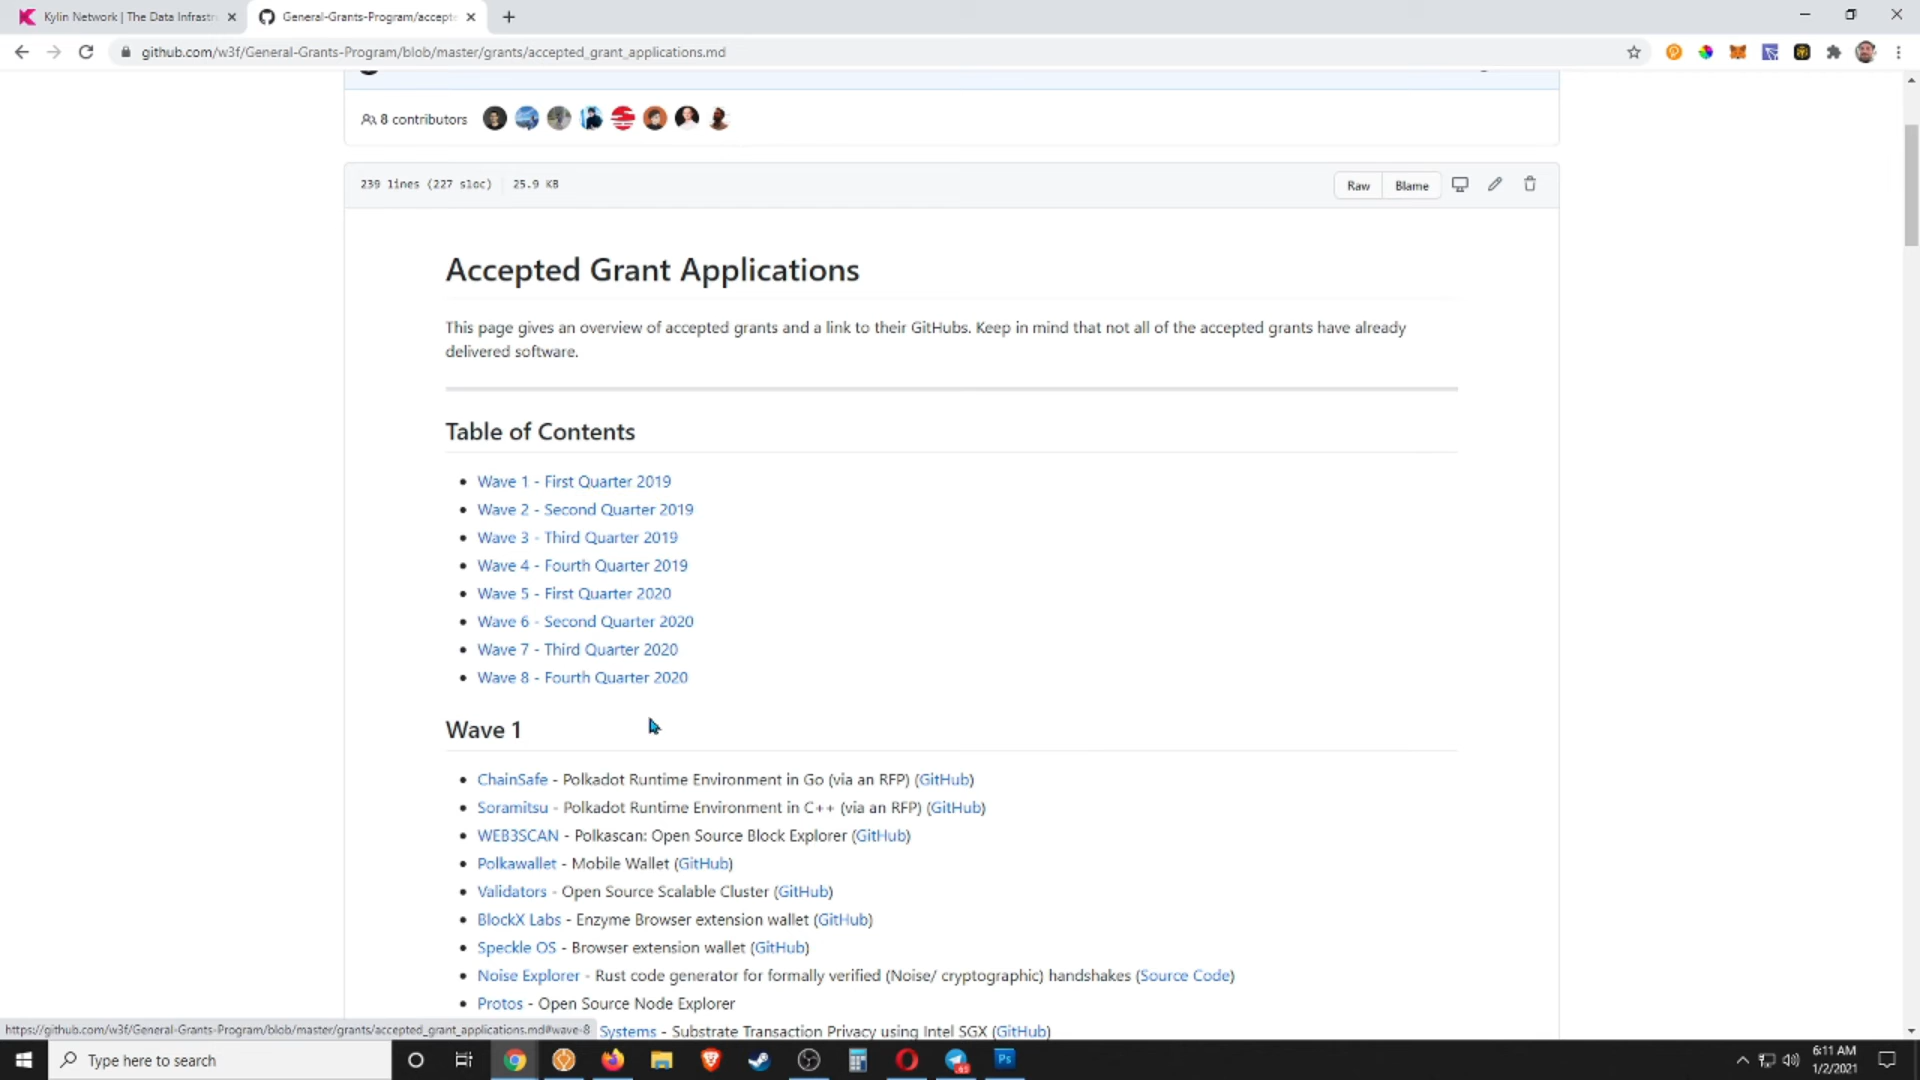 Kylin Network | The Data Infrastr
General-Grants-Program/accepte
github.com/w3f/General-Grants-Program/blob/master/grants/accepted_grant_applications.md
8 contributors
239 lines (227 sloc) 25.9 KB
Raw Blame
Accepted Grant Applications
This page gives an overview of accepted grants and a link to their GitHubs. Keep in mind that not all of the accepted grants have already
delivered software.
Table of Contents
• Wave 1 - First Quarter 2019
• Wave 2 - Second Quarter 2019
• Wave 3 - Third Quarter 2019
• Wave 4 - Fourth Quarter 2019
• Wave 5 - First Quarter 2020
• Wave 6 - Second Quarter 2020
• Wave 7 - Third Quarter 2020
• Wave 8 - Fourth Quarter 2020
Wave 1
• ChainSafe - Polkadot Runtime Environment in Go (via an RFP) (GitHub)
• Soramitsu - Polkadot Runtime Environment in C++ (via an RFP) (GitHub)
• WEB3SCAN - Polkascan: Open Source Block Explorer (GitHub)
• Polkawallet - Mobile Wallet (GitHub)
• Validators - Open Source Scalable Cluster (GitHub)
• BlockX Labs - Enzyme Browser extension wallet (GitHub)
• Speckle OS - Browser extension wallet (GitHub)
• Noise Explorer - Rust code generator for formally verified (Noise/ cryptographic) handshakes (Source Code)
• Protos - Open Source Node Explorer
Systems - Substrate Transaction Privacy using Intel SGX (GitHub)
https://github.com/w3f/General-Grants-Program/blob/master/grants/accepted_grant_applications.md#wave-8
Type here to search
Ps
6:11 AM
1/2/2021